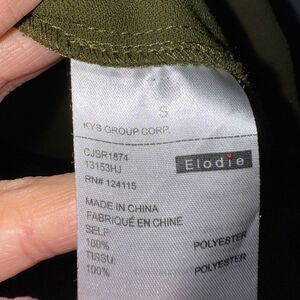 S
KYS GROUP CORP.
CJSR1874
13153HJ
RN# 124115
Elodie
MADE IN CHINA
FABRIQUÉ EN CHINE
SELF:
100% POLYESTER
TISSU:
100% POLYESTER